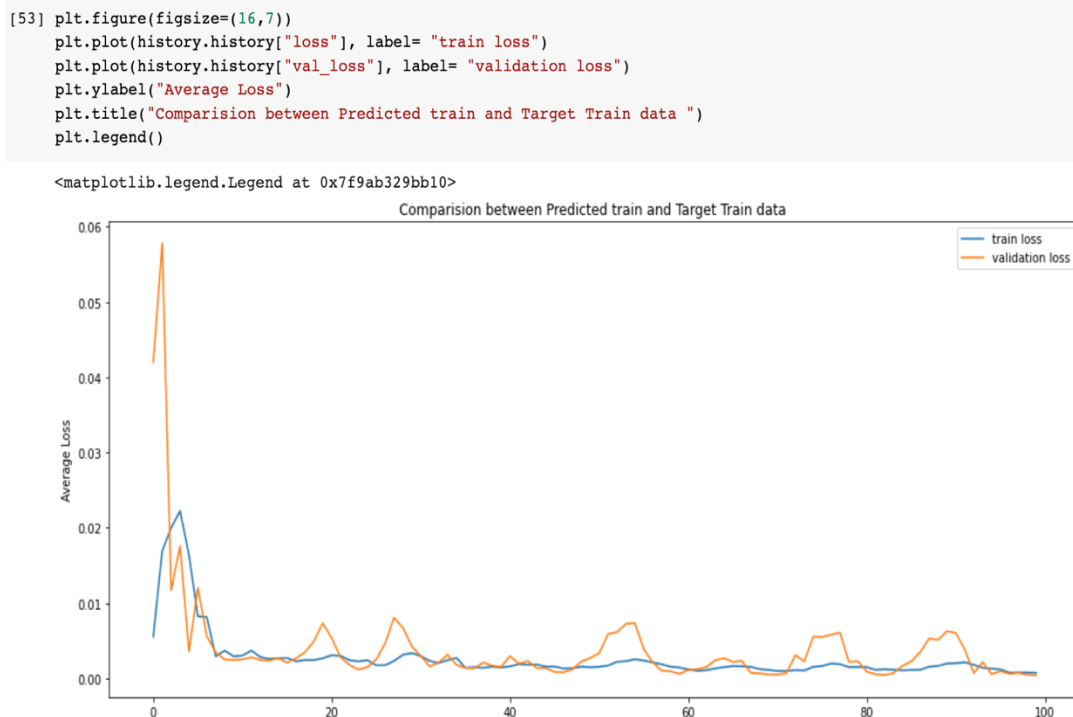 [53] plt.figure(figsize=(16,7))
plt.plot(history.history["loss"], label= "train loss")
plt.plot(history.history["val_loss"], label= "validation loss")
plt.ylabel("Average Loss")
plt.title("Comparision between Predicted train and Target Train data ")
plt.legend()
<matplotlib.legend.Legend at 0x7f9ab329bb10>
Comparision between Predicted train and Target Train data
train loss
validation loss
Average Loss
0.06
0.05
0.04
0.03
0.02
0.01
0.00
0 20 40 60 80 100